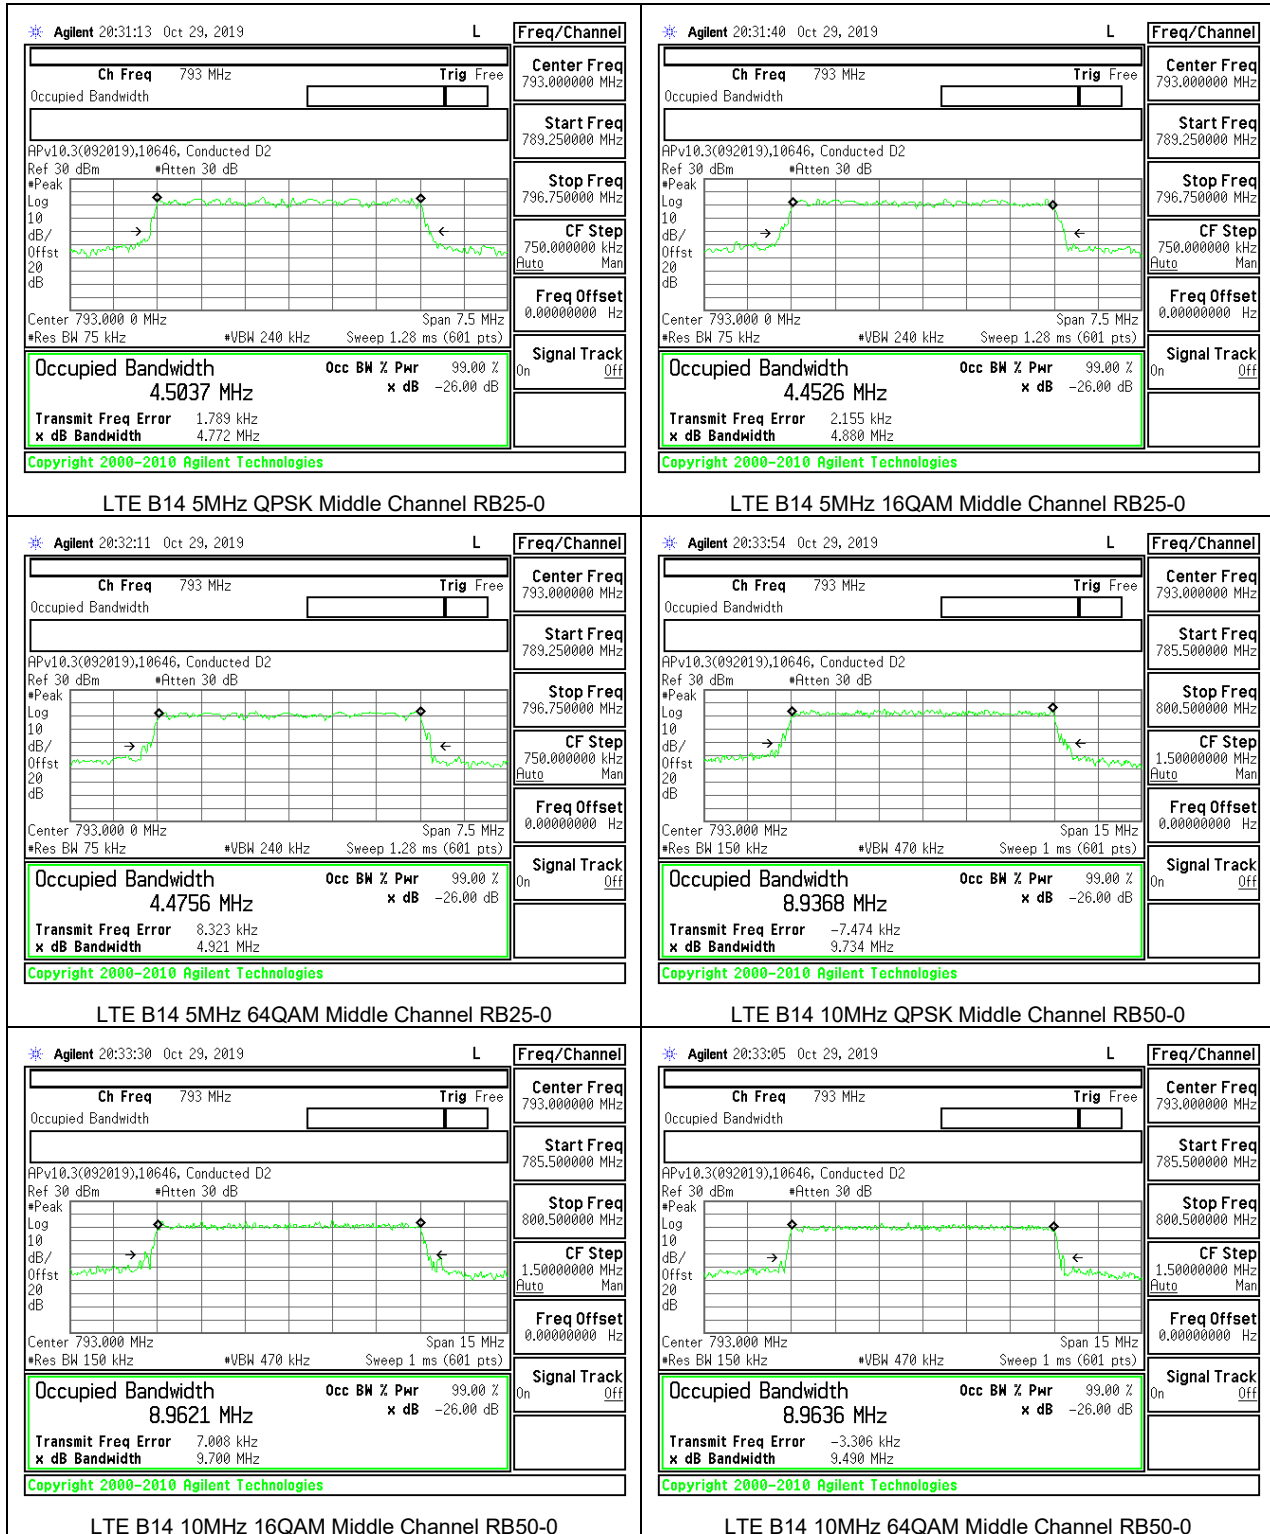 Agilent 20:31:13 Oct 29, 2019 L Freq/Channel
Ch Freq 793 MHz Trig Free
Occupied Bandwidth
Center Freq
793.000000 MHz
Start Freq
789.250000 MHz
APv10.3(092019),10646, Conducted D2
Ref 30 dBm #Atten 30 dB
#Peak
Log
10
dB/
Offst
20
dB
Stop Freq
796.750000 MHz
CF Step
750.000000 kHz
Auto Man
Freq Offset
0.00000000 Hz
Center 793.000 0 MHz Span 7.5 MHz
#Res BW 75 kHz #VBW 240 kHz Sweep 1.28 ms (601 pts)
Signal Track
On Off
Occupied Bandwidth Occ BW % Pwr 99.00 %
4.5037 MHz x dB -26.00 dB
Transmit Freq Error 1.789 kHz
x dB Bandwidth 4.772 MHz
Copyright 2000-2010 Agilent Technologies
LTE B14 5MHz QPSK Middle Channel RB25-0
Agilent 20:31:40 Oct 29, 2019 L Freq/Channel
Ch Freq 793 MHz Trig Free
Occupied Bandwidth
Center Freq
793.000000 MHz
Start Freq
789.250000 MHz
APv10.3(092019),10646, Conducted D2
Ref 30 dBm #Atten 30 dB
#Peak
Log
10
dB/
Offst
20
dB
Stop Freq
796.750000 MHz
CF Step
750.000000 kHz
Auto Man
Freq Offset
0.00000000 Hz
Center 793.000 0 MHz Span 7.5 MHz
#Res BW 75 kHz #VBW 240 kHz Sweep 1.28 ms (601 pts)
Signal Track
On Off
Occupied Bandwidth Occ BW % Pwr 99.00 %
4.4526 MHz x dB -26.00 dB
Transmit Freq Error 2.155 kHz
x dB Bandwidth 4.880 MHz
Copyright 2000-2010 Agilent Technologies
LTE B14 5MHz 16QAM Middle Channel RB25-0
Agilent 20:32:11 Oct 29, 2019 L Freq/Channel
Ch Freq 793 MHz Trig Free
Occupied Bandwidth
Center Freq
793.000000 MHz
Start Freq
789.250000 MHz
APv10.3(092019),10646, Conducted D2
Ref 30 dBm #Atten 30 dB
#Peak
Log
10
dB/
Offst
20
dB
Stop Freq
796.750000 MHz
CF Step
750.000000 kHz
Auto Man
Freq Offset
0.00000000 Hz
Center 793.000 0 MHz Span 7.5 MHz
#Res BW 75 kHz #VBW 240 kHz Sweep 1.28 ms (601 pts)
Signal Track
On Off
Occupied Bandwidth Occ BW % Pwr 99.00 %
4.4756 MHz x dB -26.00 dB
Transmit Freq Error 8.323 kHz
x dB Bandwidth 4.921 MHz
Copyright 2000-2010 Agilent Technologies
LTE B14 5MHz 64QAM Middle Channel RB25-0
Agilent 20:33:54 Oct 29, 2019 L Freq/Channel
Ch Freq 793 MHz Trig Free
Occupied Bandwidth
Center Freq
793.000000 MHz
Start Freq
785.500000 MHz
APv10.3(092019),10646, Conducted D2
Ref 30 dBm #Atten 30 dB
#Peak
Log
10
dB/
Offst
20
dB
Stop Freq
800.500000 MHz
CF Step
1.50000000 MHz
Auto Man
Freq Offset
0.00000000 Hz
Center 793.000 MHz Span 15 MHz
#Res BW 150 kHz #VBW 470 kHz Sweep 1 ms (601 pts)
Signal Track
On Off
Occupied Bandwidth Occ BW % Pwr 99.00 %
8.9368 MHz x dB -26.00 dB
Transmit Freq Error -7.474 kHz
x dB Bandwidth 9.734 MHz
Copyright 2000-2010 Agilent Technologies
LTE B14 10MHz QPSK Middle Channel RB50-0
Agilent 20:33:30 Oct 29, 2019 L Freq/Channel
Ch Freq 793 MHz Trig Free
Occupied Bandwidth
Center Freq
793.000000 MHz
Start Freq
785.500000 MHz
APv10.3(092019),10646, Conducted D2
Ref 30 dBm #Atten 30 dB
#Peak
Log
10
dB/
Offst
20
dB
Stop Freq
800.500000 MHz
CF Step
1.50000000 MHz
Auto Man
Freq Offset
0.00000000 Hz
Center 793.000 MHz Span 15 MHz
#Res BW 150 kHz #VBW 470 kHz Sweep 1 ms (601 pts)
Signal Track
On Off
Occupied Bandwidth Occ BW % Pwr 99.00 %
8.9621 MHz x dB -26.00 dB
Transmit Freq Error 7.008 kHz
x dB Bandwidth 9.700 MHz
Copyright 2000-2010 Agilent Technologies
LTE B14 10MHz 16QAM Middle Channel RB50-0
Agilent 20:33:05 Oct 29, 2019 L Freq/Channel
Ch Freq 793 MHz Trig Free
Occupied Bandwidth
Center Freq
793.000000 MHz
Start Freq
785.500000 MHz
APv10.3(092019),10646, Conducted D2
Ref 30 dBm #Atten 30 dB
#Peak
Log
10
dB/
Offst
20
dB
Stop Freq
800.500000 MHz
CF Step
1.50000000 MHz
Auto Man
Freq Offset
0.00000000 Hz
Center 793.000 MHz Span 15 MHz
#Res BW 150 kHz #VBW 470 kHz Sweep 1 ms (601 pts)
Signal Track
On Off
Occupied Bandwidth Occ BW % Pwr 99.00 %
8.9636 MHz x dB -26.00 dB
Transmit Freq Error -3.306 kHz
x dB Bandwidth 9.490 MHz
Copyright 2000-2010 Agilent Technologies
LTE B14 10MHz 64QAM Middle Channel RB50-0